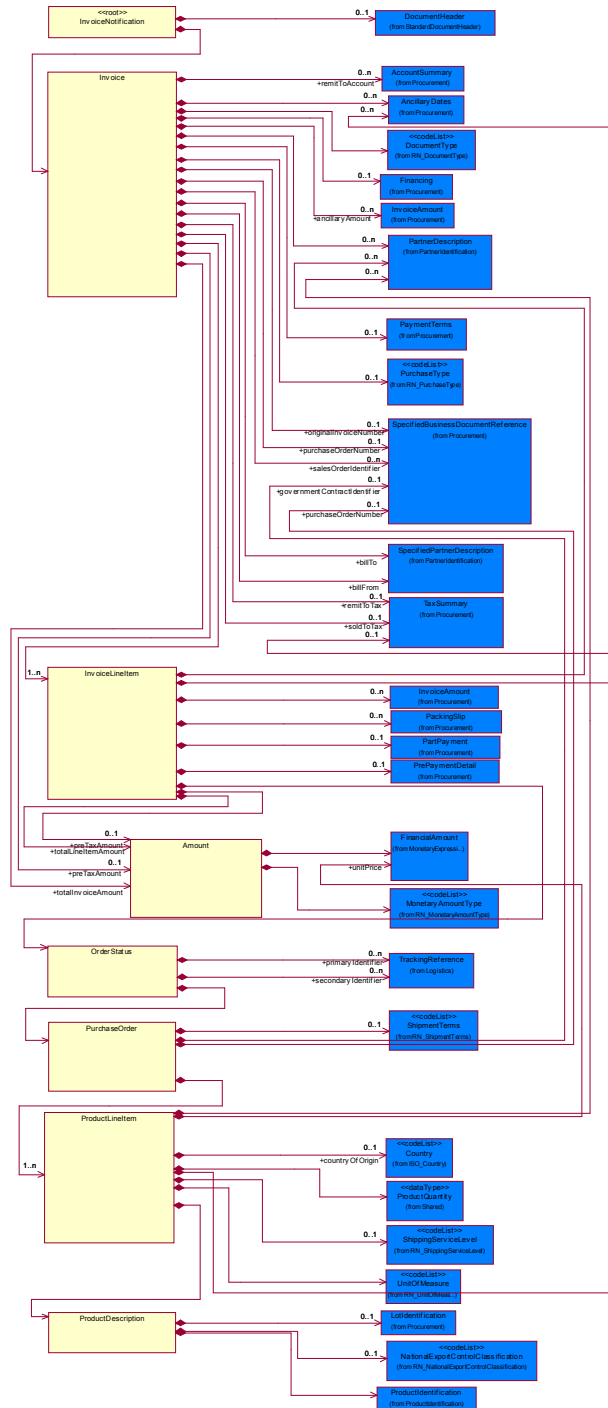 <<root>>
InvoiceNotification
0..1
DocumentHeader
(from StandardDocumentHeader)
Invoice
0..n
+remitToAccount
AccountSummary
(from Procurement)
0..n
0..n
AncillaryDates
(from Procurement)
0..1
<<codeList>>
DocumentType
(from RN_DocumentType)
0..1
Financing
(from Procurement)
0..n
+ancillaryAmount
InvoiceAmount
(from Procurement)
0..n
0..n
0..n
PartnerDescription
(from PartnerIdentification)
0..1
PaymentTerms
(from Procurement)
0..1
<<codeList>>
PurchaseType
(from RN_PurchaseType)
0..1
+originalInvoiceNumber
0..1
+purchaseOrderNumber
0..n
+salesOrderIdentifier
0..1
+governmentContractIdentifier
0..1
+purchaseOrderNumber
SpecifiedBusinessDocumentReference
(from Procurement)
+billTo
+billFrom
SpecifiedPartnerDescription
(from PartnerIdentification)
0..1
+remitToTax
0..1
+soldToTax
0..1
TaxSummary
(from Procurement)
1..n
InvoiceLineItem
0..n
InvoiceAmount
(from Procurement)
0..n
PackingSlip
(from Procurement)
0..1
PartPayment
(from Procurement)
0..1
PrePaymentDetail
(from Procurement)
0..1
+preTaxAmount
+totalLineItemAmount
0..1
+preTaxAmount
+totalInvoiceAmount
Amount
FinancialAmount
(from MonetaryExpressi...)
+unitPrice
<<codeList>>
MonetaryAmountType
(from RN_MonetaryAmountType)
OrderStatus
0..n
+primaryIdentifier
0..n
+secondaryIdentifier
TrackingReference
(from Logistics)
PurchaseOrder
0..1
<<codeList>>
ShipmentTerms
(from RN_ShipmentTerms)
1..n
ProductLineItem
0..1
+countryOfOrigin
<<codeList>>
Country
(from ISO_Country)
<<dataType>>
ProductQuantity
(from Shared)
0..1
<<codeList>>
ShippingServiceLevel
(from RN_ShippingServiceLevel)
<<codeList>>
UnitOfMeasure
(from RN_UnitOfMeas...)
ProductDescription
0..1
LotIdentification
(from Procurement)
0..1
<<codeList>>
NationalExportControlClassification
(from RN_NationalExportControlClassification)
ProductIdentification
(from ProductIdentification)